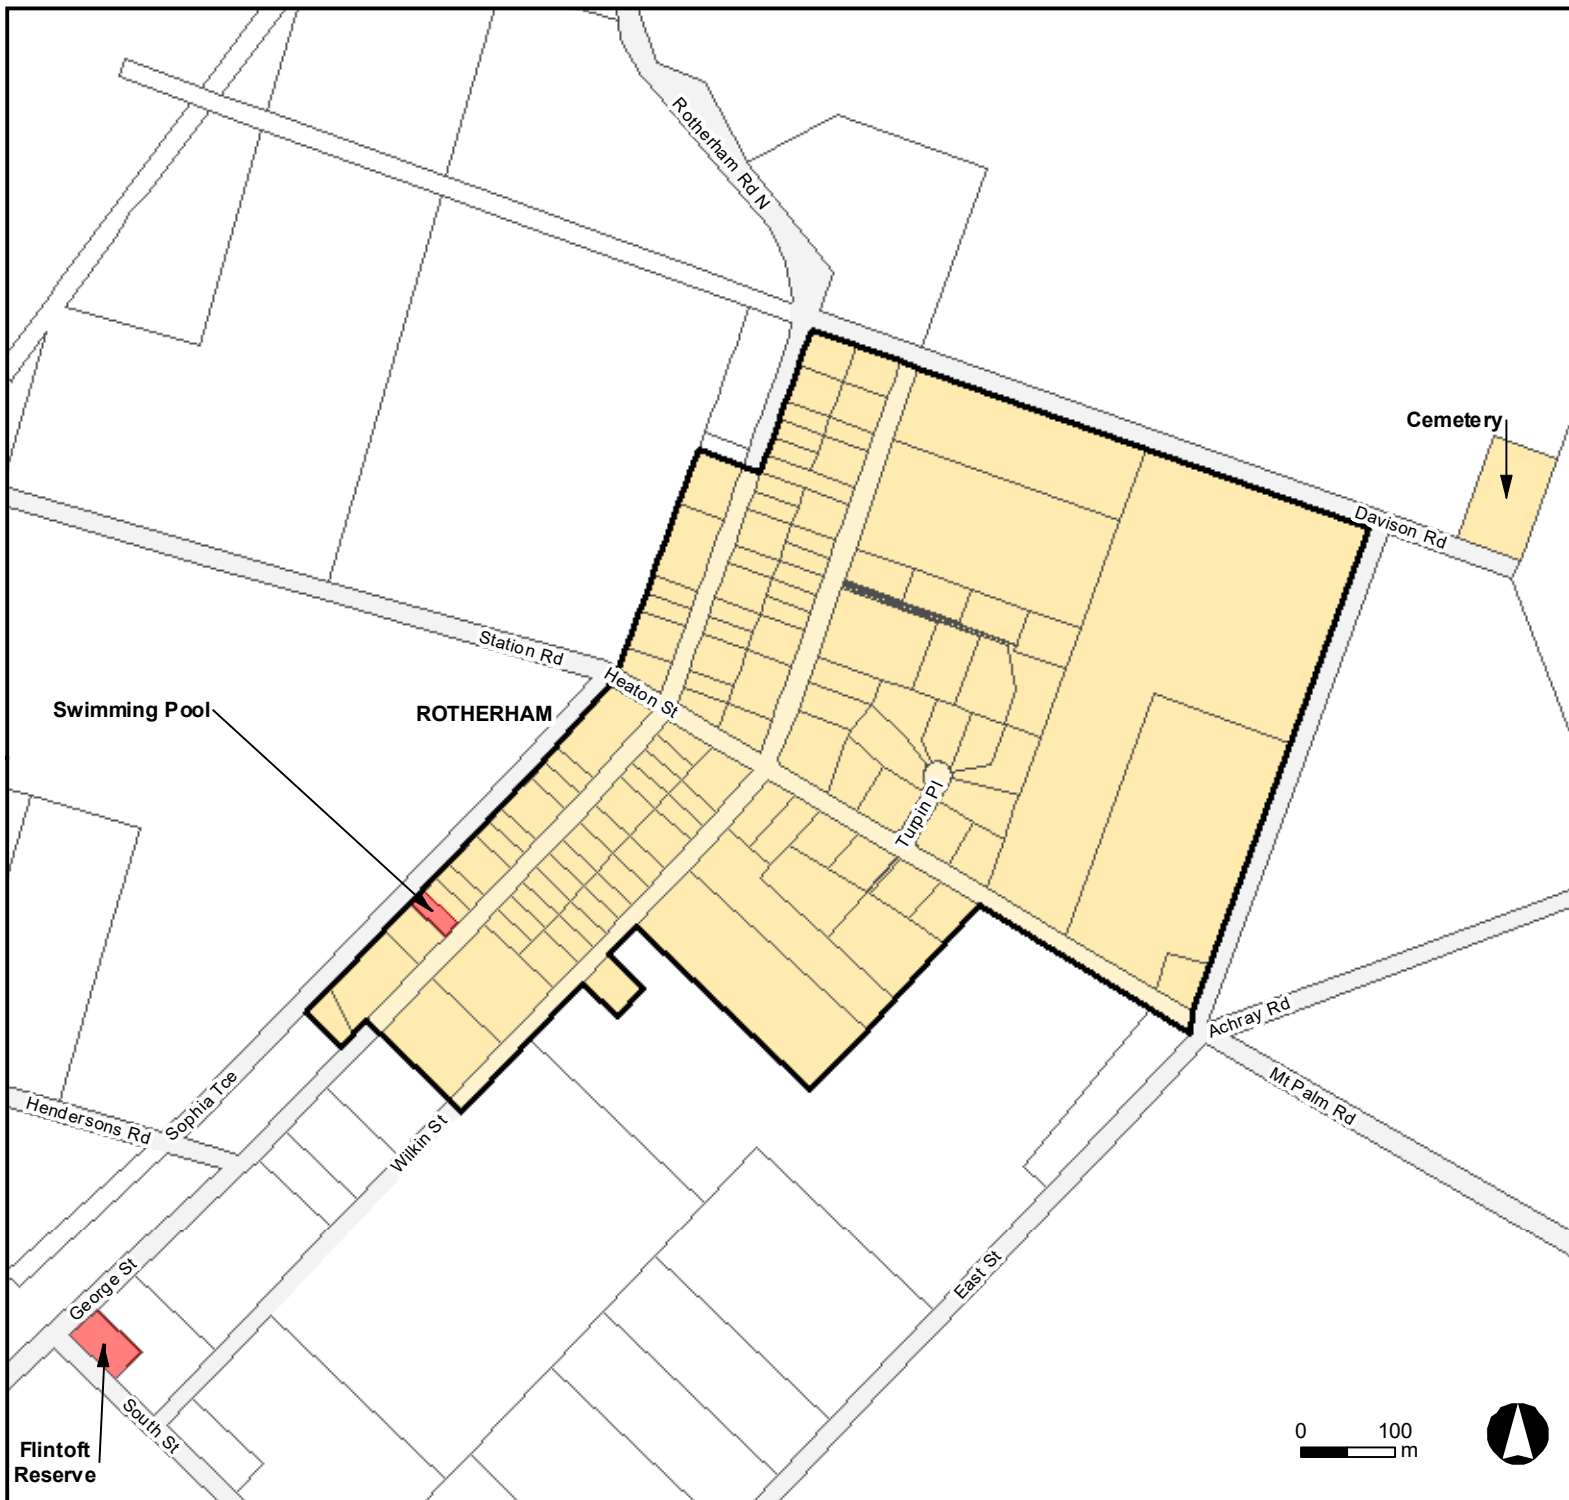 Rotherham Rd N
Cemetery
Davison Rd
Station Rd
Heaton St
Swimming Pool
ROTHERHAM
Turpin Pl
Achray Rd
Mt Palm Rd
Sophia Tce
Hendersons Rd
Wilkin St
George St
East St
South St
Flintoft
Reserve
0 100
m